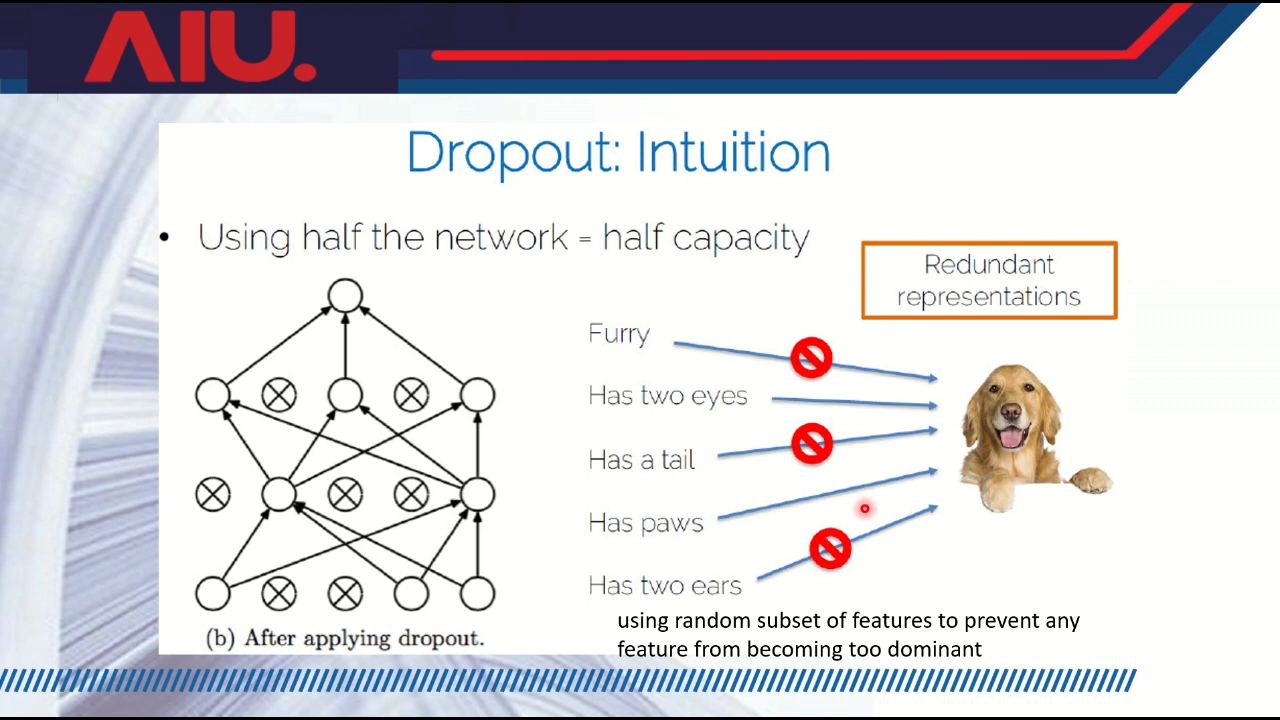 AIU.
Dropout: Intuition
• Using half the network = half capacity
Redundant
representations
Furry
Has two eyes
Has a tail
Has paws
Has two ears
(b) After applying dropout.
using random subset of features to prevent any
feature from becoming too dominant